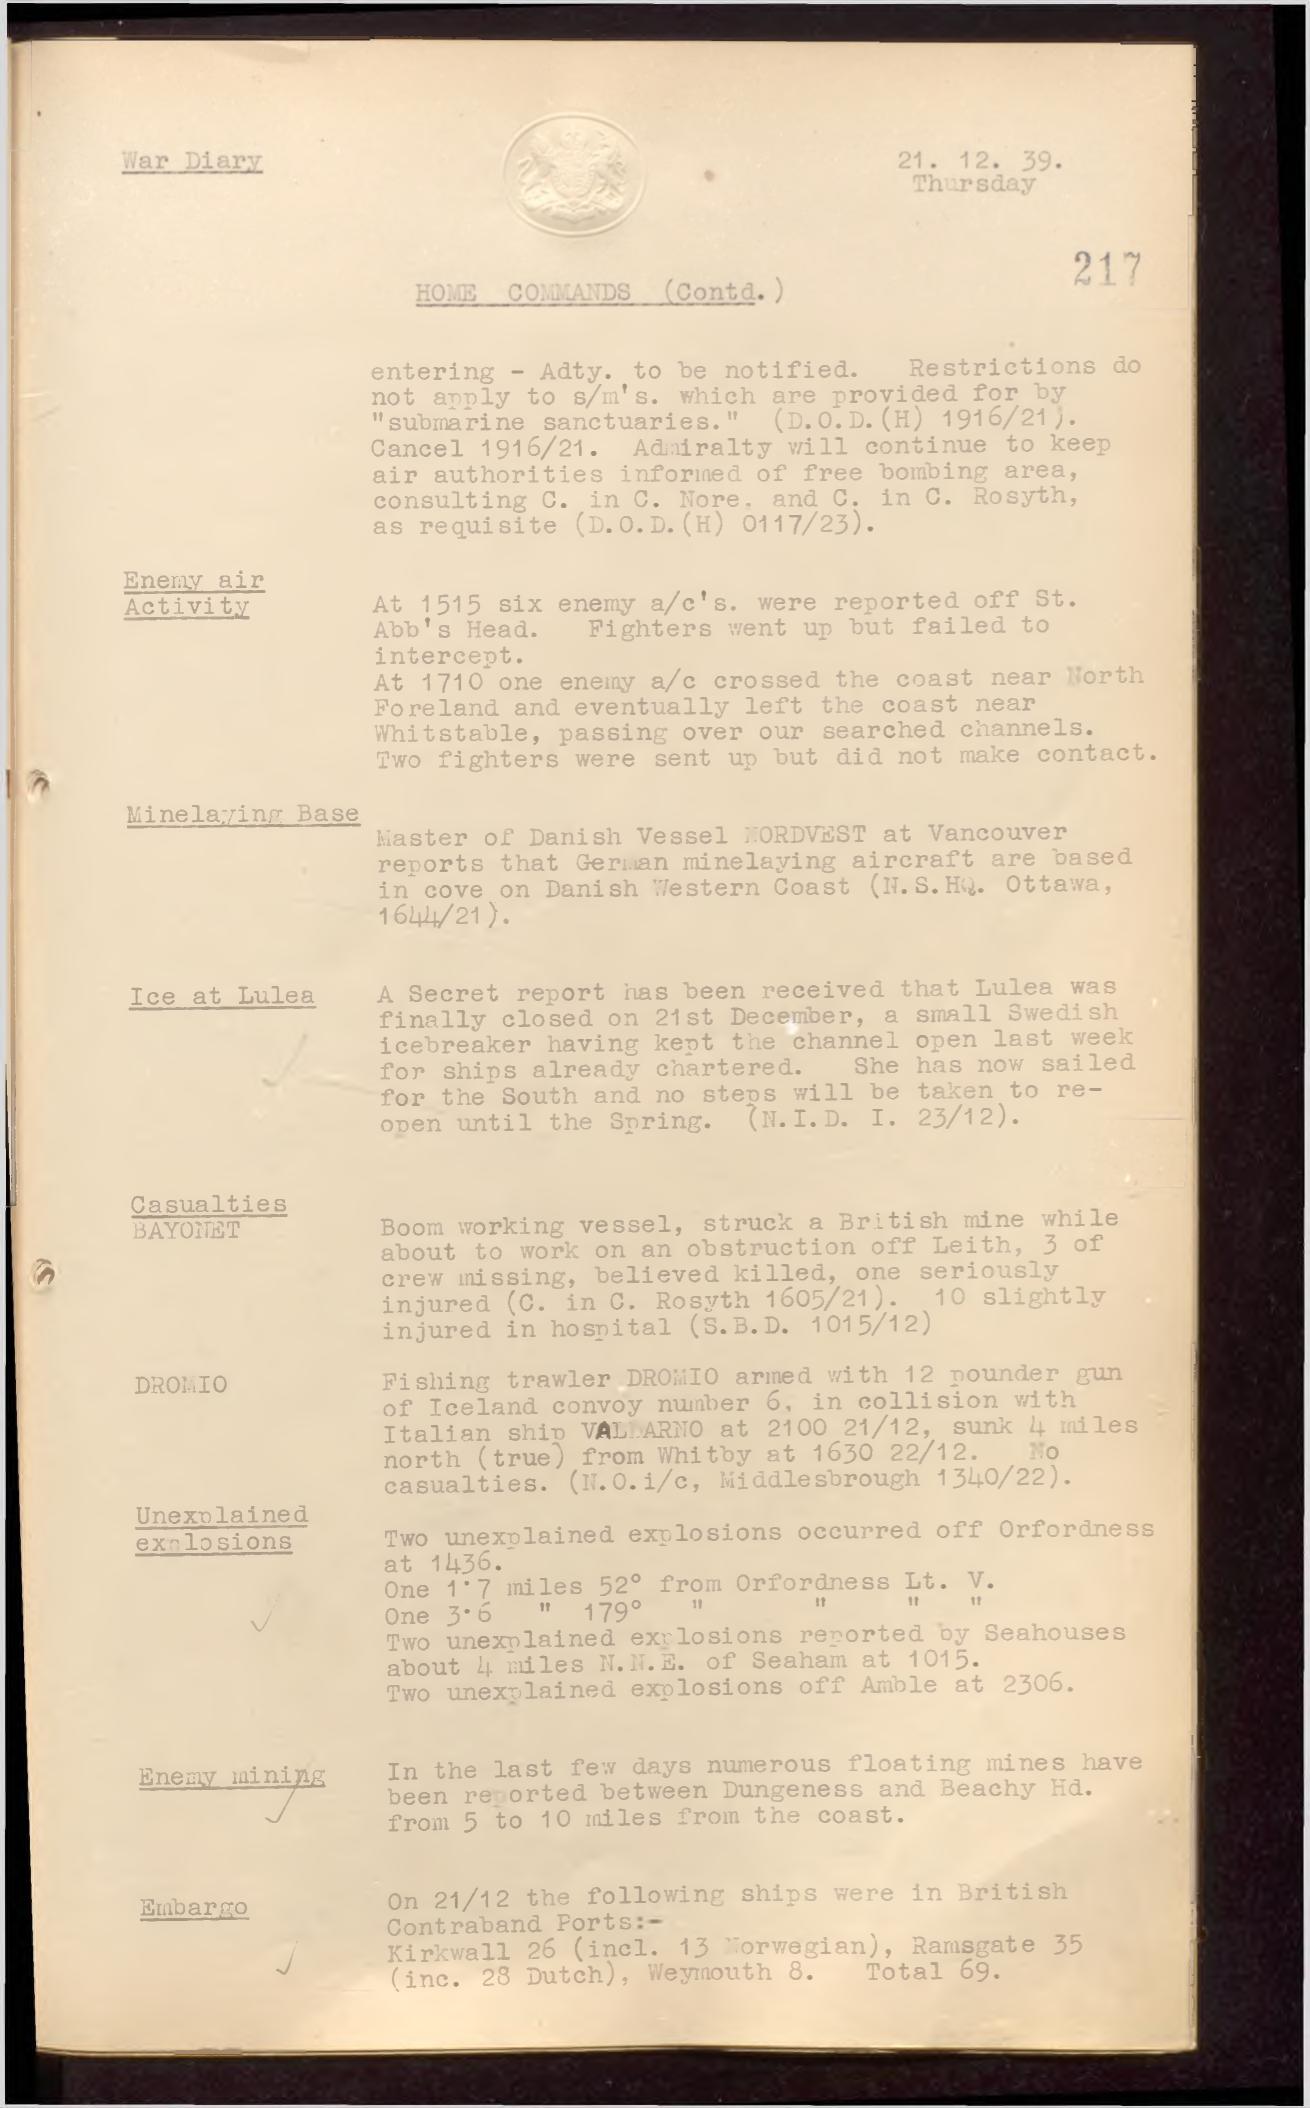 War Diary
21. 12. 39.
Thursday
217
HOME COMMANDS (Contd.)
entering - Adty. to be notified. Restrictions do
not apply to s/m's. which are provided for by
"submarine sanctuaries." (D.O.D.(H) 1916/21).
Cancel 1916/21. Admiralty will continue to keep
air authorities informed of free bombing area,
consulting C. in C. Nore. and C. in C. Rosyth,
as requisite (D.O.D.(H) 0117/23).
Enemy air
Activity
At 1515 six enemy a/c's. were reported off St.
Abb's Head. Fighters went up but failed to
intercept.
At 1710 one enemy a/c crossed the coast near North
Foreland and eventually left the coast near
Whitstable, passing over our searched channels.
Two fighters were sent up but did not make contact.
Minelaying Base
Master of Danish Vessel NORDVEST at Vancouver
reports that German minelaying aircraft are based
in cove on Danish Western Coast (N.S.HQ. Ottawa,
1644/21).
Ice at Lulea
A Secret report has been received that Lulea was
finally closed on 21st December, a small Swedish
icebreaker having kept the channel open last week
for ships already chartered. She has now sailed
for the South and no steps will be taken to re-
open until the Spring. (N.I.D. I. 23/12).
Casualties
BAYONET
Boom working vessel, struck a British mine while
about to work on an obstruction off Leith, 3 of
crew missing, believed killed, one seriously
injured (C. in C. Rosyth 1605/21). 10 slightly
injured in hospital (S.B.D. 1015/12)
DROMIO
Fishing trawler DROMIO armed with 12 pounder gun
of Iceland convoy number 6, in collision with
Italian ship VALDARNO at 2100 21/12, sunk 4 miles
north (true) from Whitby at 1630 22/12. No
casualties. (N.O.i/c, Middlesbrough 1340/22).
Unexplained
explosions
Two unexplained explosions occurred off Orfordness
at 1436.
One 1·7 miles 52° from Orfordness Lt. V.
One 3·6 " 179° " " " "
Two unexplained explosions reported by Seahouses
about 4 miles N.N.E. of Seaham at 1015.
Two unexplained explosions off Amble at 2306.
Enemy mining
In the last few days numerous floating mines have
been reported between Dungeness and Beachy Hd.
from 5 to 10 miles from the coast.
Embargo
On 21/12 the following ships were in British
Contraband Ports:-
Kirkwall 26 (incl. 13 Norwegian), Ramsgate 35
(inc. 28 Dutch), Weymouth 8. Total 69.